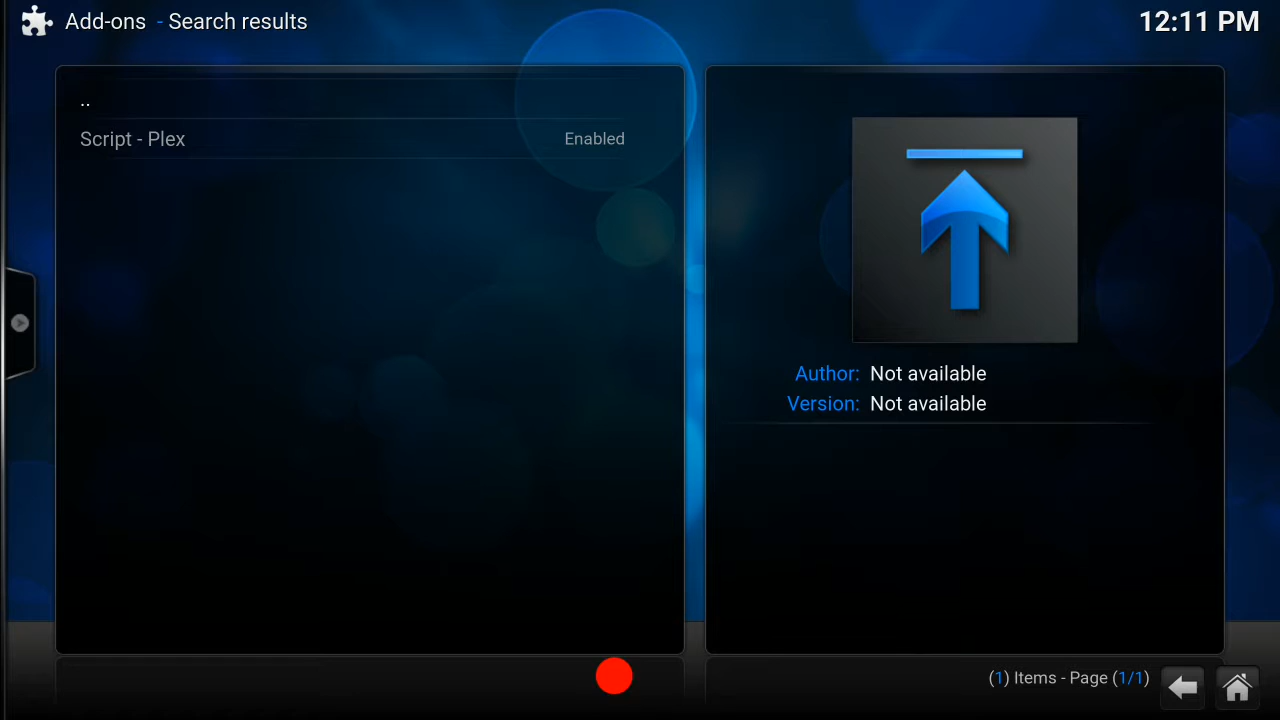 Add-ons - Search results
12:11 PM
..
Script - Plex Enabled
Author: Not available
Version: Not available
(1) Items - Page (1/1)